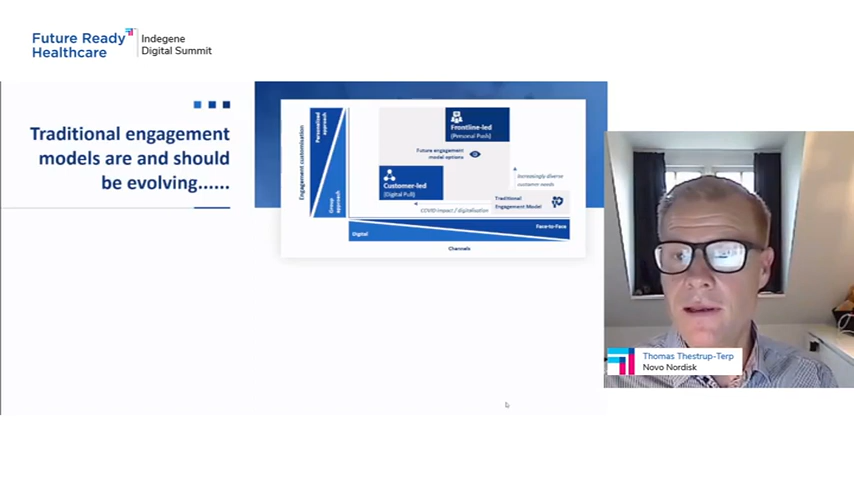 Future Ready
Healthcare
Indegene
Digital Summit
Traditional engagement
models are and should
be evolving......
Engagement customisation
Personalised
approach
Group
approach
Frontline-led
(Personal Push)
Future engagement
model options
Customer-led
(Digital Pull)
Increasingly diverse
customer needs
Traditional
Engagement Model
COVID impact / digitalisation
Digital
Face-to-Face
Channels
Thomas Thestrup-Terp
Novo Nordisk